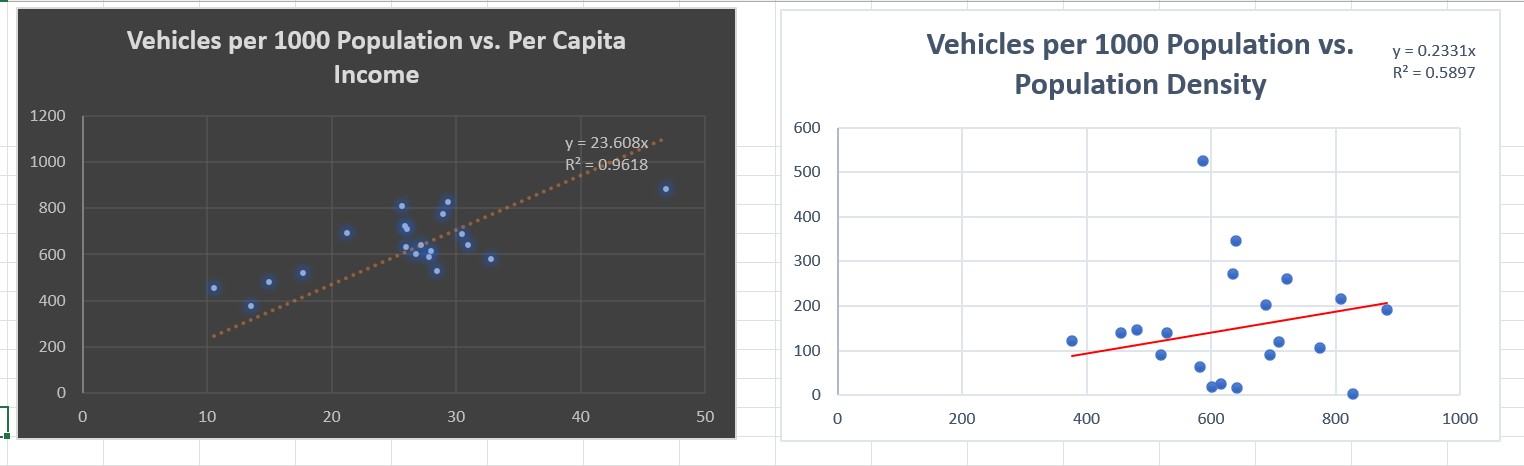 Vehicles per 1000 Population vs. Per Capita
Income
1200
1000
800
600
400
200
0
y = 23.608x
R² = 0.9618
0 10 20 30 40 50
Vehicles per 1000 Population vs.
Population Density
y = 0.2331x
R² = 0.5897
600
500
400
300
200
100
0
0 200 400 600 800 1000